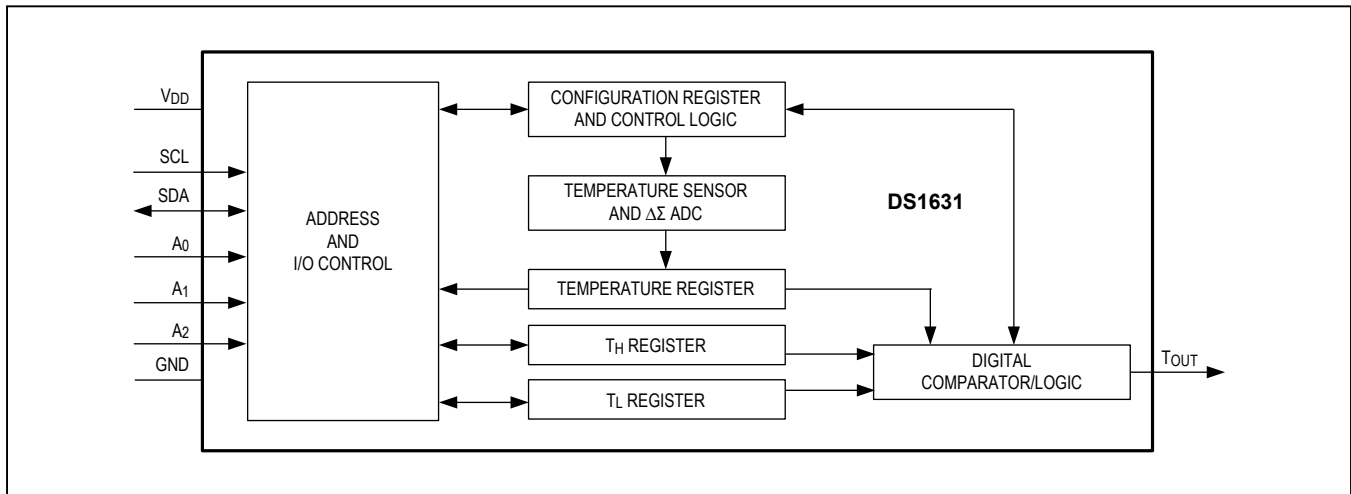 VDD
SCL
SDA
A0
A1
A2
GND
ADDRESS
AND
I/O CONTROL
CONFIGURATION REGISTER
AND CONTROL LOGIC
TEMPERATURE SENSOR
AND ΔΣ ADC
TEMPERATURE REGISTER
TH REGISTER
TL REGISTER
DS1631
DIGITAL
COMPARATOR/LOGIC
TOUT